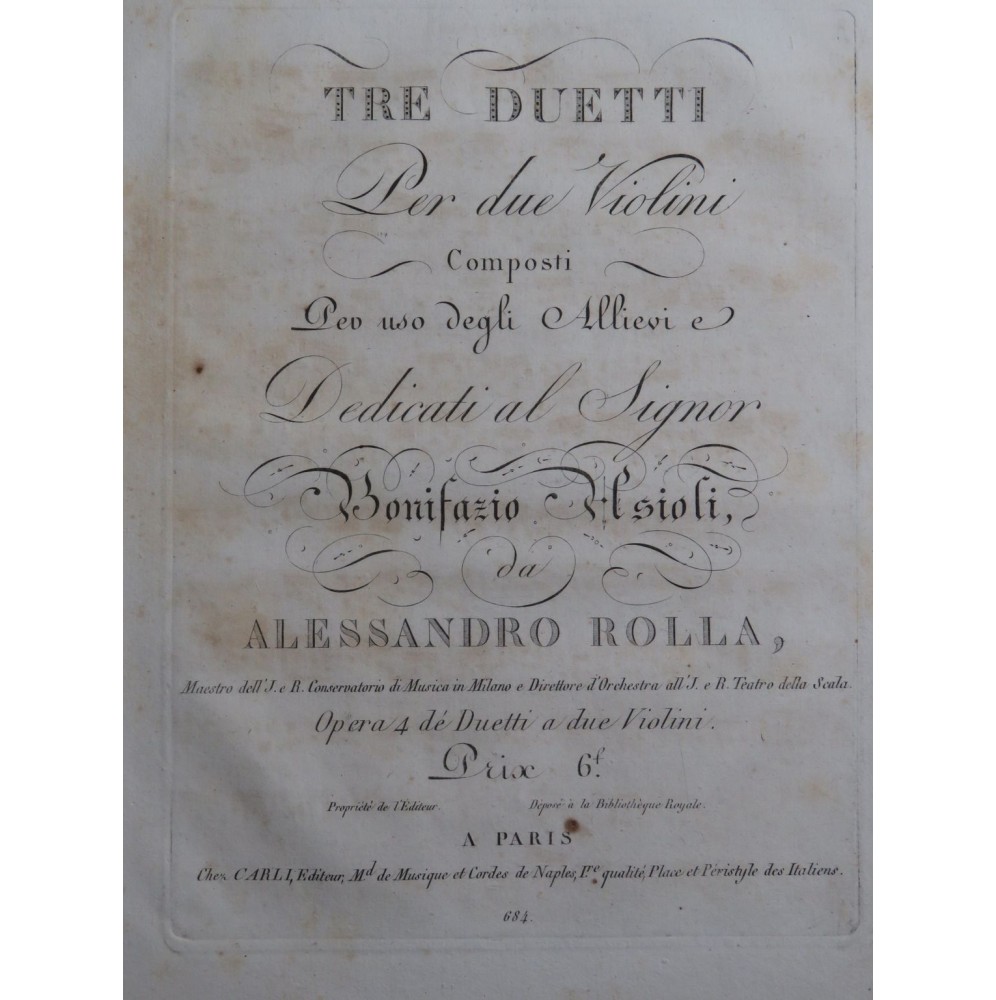 TRE DUETTI
Per due Violini
Composti
Per uso degli Allievi e
Dedicati al Signor
Bonifazio Asioli,
da
ALESSANDRO ROLLA,
Maestro dell' J. e R. Conservatorio di Musica in Milano e Direttore d'Orchestra all' J. e R. Teatro della Scala.
Opera 4 dé Duetti a due Violini.
Prix 6f.
Propriété de l'Editeur. Déposé à la Bibliothèque Royale.
A PARIS
Chez CARLI, Editeur, Md de Musique et Cordes de Naples, Ire qualité, Place et Péristyle des Italiens.
684.